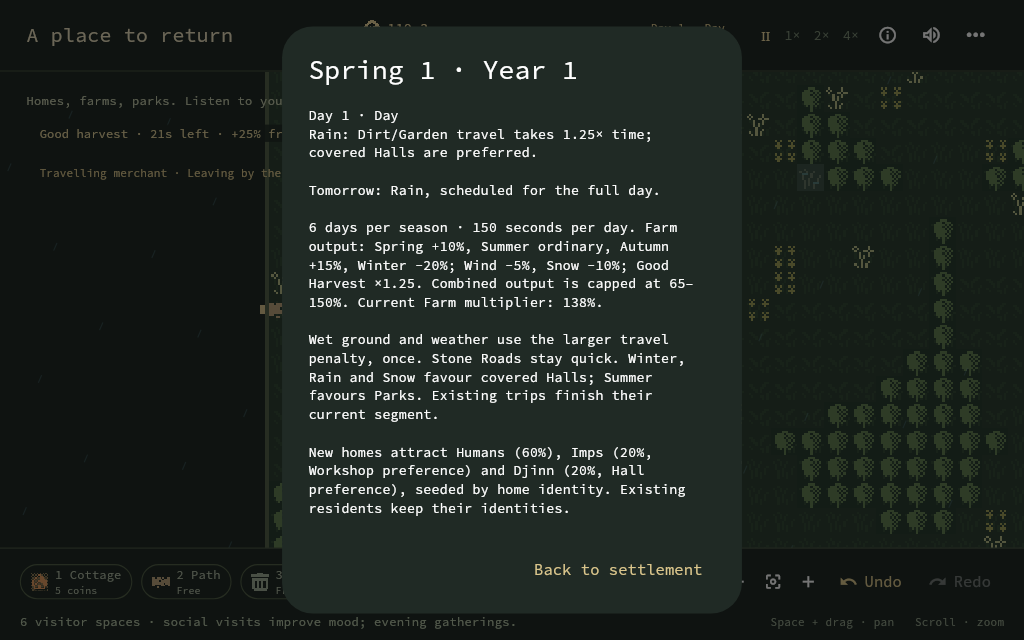 A place to return
II 1× 2× 4×
Homes, farms, parks. Listen to you
Good harvest · 21s left · +25% fr
Travelling merchant · Leaving by the
Spring 1 · Year 1
Day 1 · Day
Rain: Dirt/Garden travel takes 1.25× time;
covered Halls are preferred.
Tomorrow: Rain, scheduled for the full day.
6 days per season · 150 seconds per day. Farm
output: Spring +10%, Summer ordinary, Autumn
+15%, Winter −20%; Wind −5%, Snow −10%; Good
Harvest ×1.25. Combined output is capped at 65–
150%. Current Farm multiplier: 138%.
Wet ground and weather use the larger travel
penalty, once. Stone Roads stay quick. Winter,
Rain and Snow favour covered Halls; Summer
favours Parks. Existing trips finish their
current segment.
New homes attract Humans (60%), Imps (20%,
Workshop preference) and Djinn (20%, Hall
preference), seeded by home identity. Existing
residents keep their identities.
Back to settlement
1 Cottage
5 coins
2 Path
Free
3
F
Undo
Redo
6 visitor spaces · social visits improve mood; evening gatherings.
Space + drag · pan
Scroll · zoom